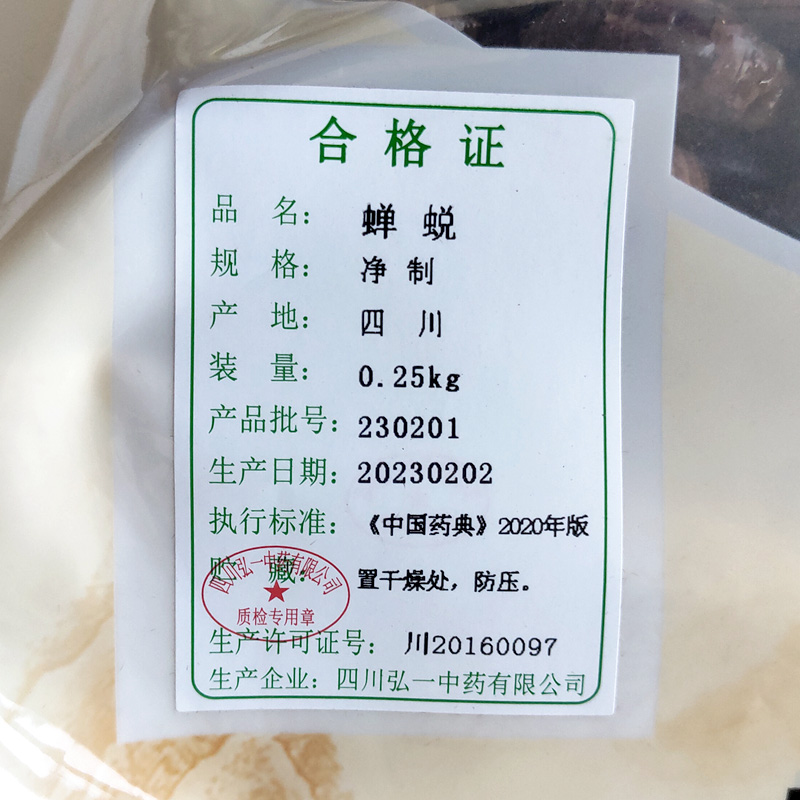 合格证
品 名： 蝉 蜕
规 格： 净 制
产 地： 四 川
装 量： 0.25kg
产品批号： 230201
生产日期： 20230202
执行标准： 《中国药典》2020年版
贮 藏： 置干燥处，防压。
四川弘一中药有限公司
质检专用章
生产许可证号： 川20160097
生产企业： 四川弘一中药有限公司